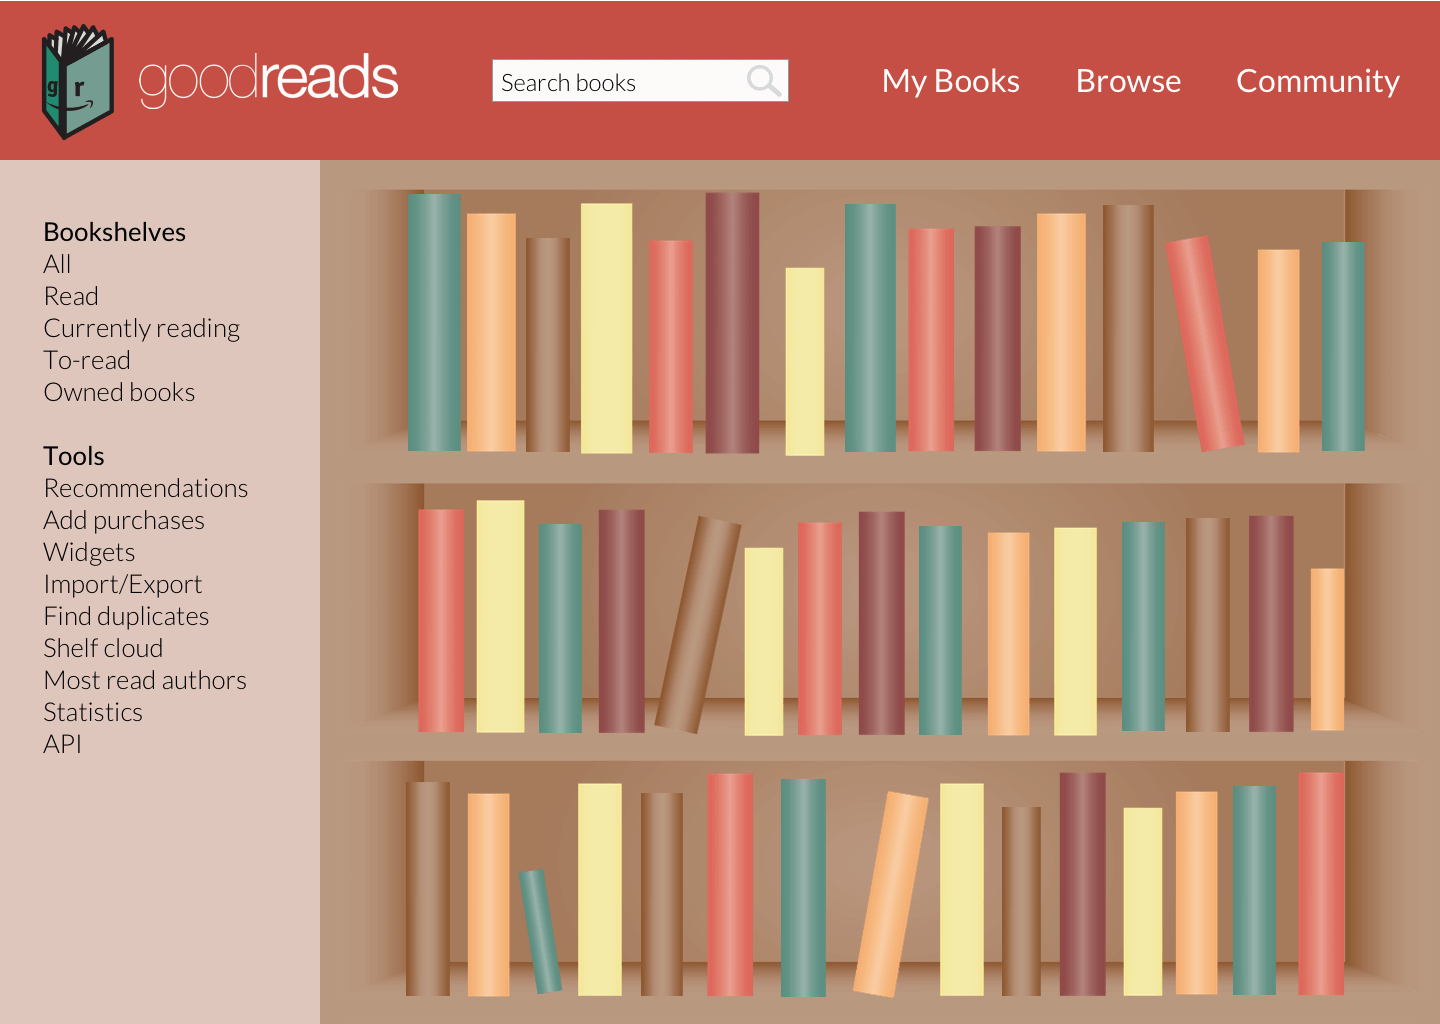 g r
goodreads
Search books
My Books
Browse
Community
Bookshelves
All
Read
Currently reading
To-read
Owned books
Tools
Recommendations
Add purchases
Widgets
Import/Export
Find duplicates
Shelf cloud
Most read authors
Statistics
API